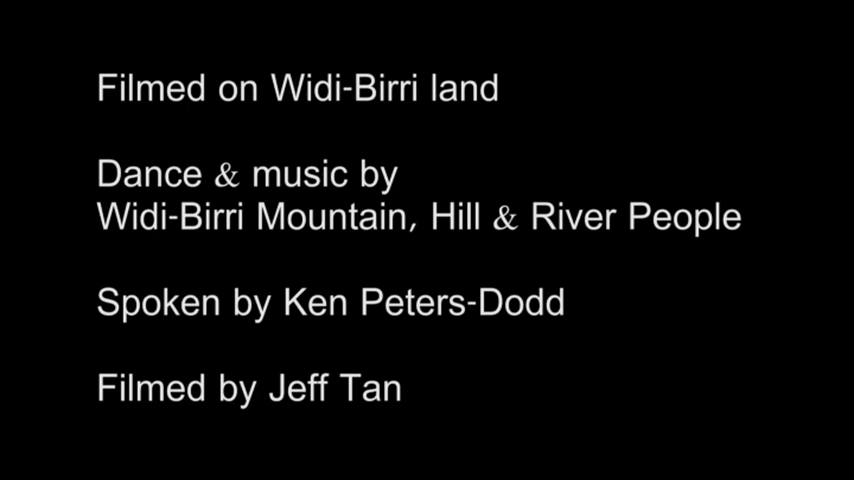 Filmed on Widi-Birri land
Dance & music by
Widi-Birri Mountain, Hill & River People
Spoken by Ken Peters-Dodd
Filmed by Jeff Tan